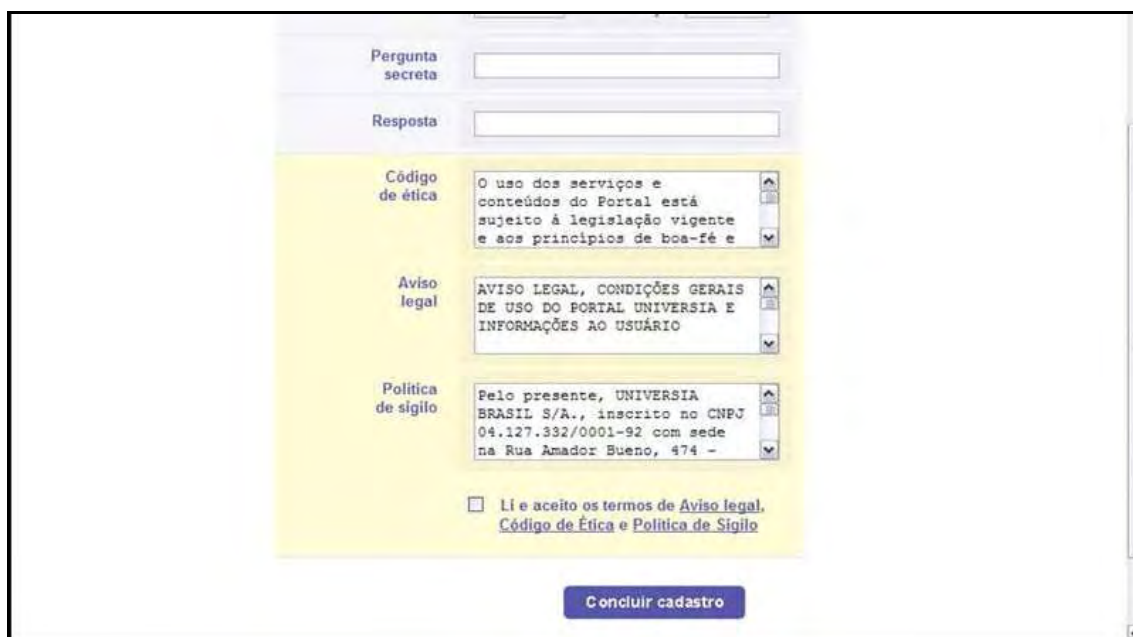 Pergunta
secreta
Resposta
Código
de ética
O uso dos serviços e
conteúdos do Portal está
sujeito à legislação vigente
e aos princípios de boa-fé e
Aviso
legal
AVISO LEGAL, CONDIÇÕES GERAIS
DE USO DO PORTAL UNIVERSIA E
INFORMAÇÕES AO USUÁRIO
Política
de sigilo
Pelo presente, UNIVERSIA
BRASIL S/A., inscrito no CNPJ
04.127.332/0001-92 com sede
na Rua Amador Bueno, 474 -
Li e aceito os termos de Aviso legal,
Código de Ética e Política de Sigilo
Concluir cadastro